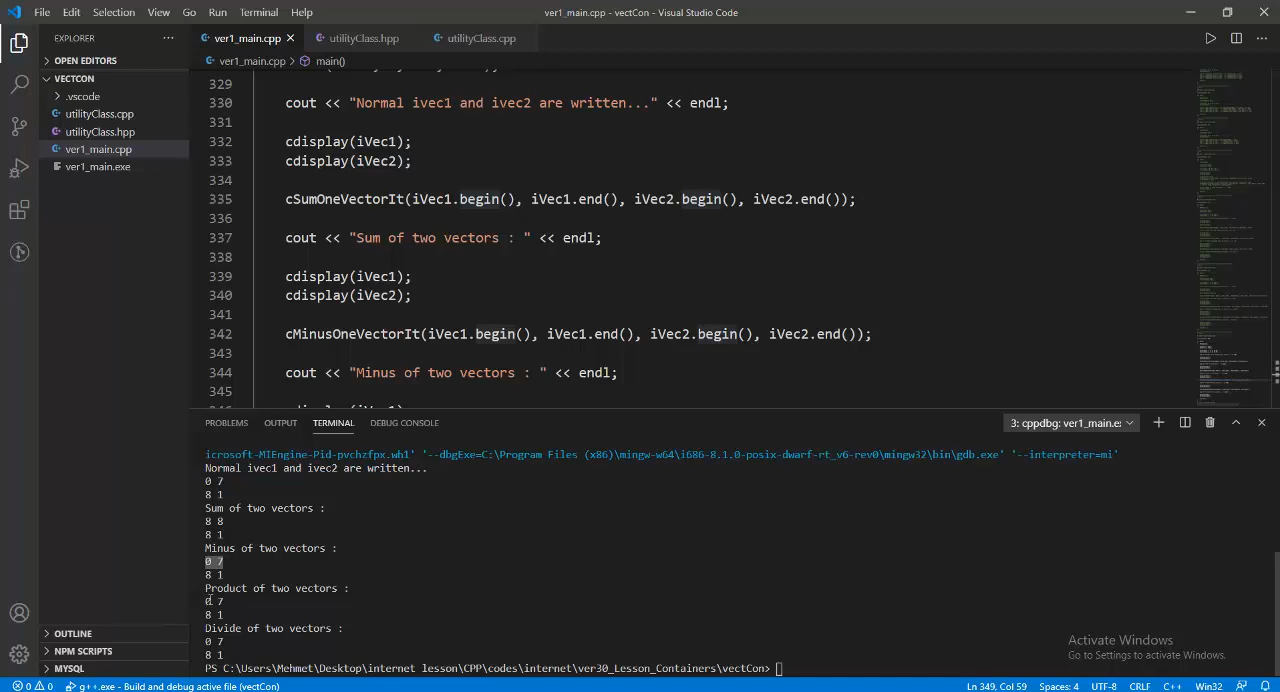 File Edit Selection View Go Run Terminal Help
ver1_main.cpp - vectCon - Visual Studio Code
EXPLORER
OPEN EDITORS
VECTCON
.vscode
utilityClass.cpp
utilityClass.hpp
ver1_main.cpp
ver1_main.exe
OUTLINE
NPM SCRIPTS
MYSQL
ver1_main.cpp utilityClass.hpp utilityClass.cpp
ver1_main.cpp > main()
329
330 cout << "Normal ivec1 and ivec2 are written..." << endl;
331
332 cdisplay(iVec1);
333 cdisplay(iVec2);
334
335 cSumOneVectorIt(iVec1.begin(), iVec1.end(), iVec2.begin(), iVec2.end());
336
337 cout << "Sum of two vectors : " << endl;
338
339 cdisplay(iVec1);
340 cdisplay(iVec2);
341
342 cMinusOneVectorIt(iVec1.begin(), iVec1.end(), iVec2.begin(), iVec2.end());
343
344 cout << "Minus of two vectors : " << endl;
345
PROBLEMS OUTPUT TERMINAL DEBUG CONSOLE
3: cppdbg: ver1_main.e
icrosoft-MIEngine-Pid-pvchzfpx.wh1' '--dbgExe=C:\Program Files (x86)\mingw-w64\i686-8.1.0-posix-dwarf-rt_v6-rev0\mingw32\bin\gdb.exe' '--interpreter=mi'
Normal ivec1 and ivec2 are written...
0 7
8 1
Sum of two vectors :
8 8
8 1
Minus of two vectors :
0 7
8 1
Product of two vectors :
0 7
8 1
Divide of two vectors :
0 7
8 1
PS C:\Users\Mehmet\Desktop\internet lesson\CPP\codes\internet\ver30_Lesson_Containers\vectCon>
Activate Windows
Go to Settings to activate Windows.
0 0 g++.exe - Build and debug active file (vectCon)
Ln 349, Col 59 Spaces: 4 UTF-8 CRLF C++ Win32